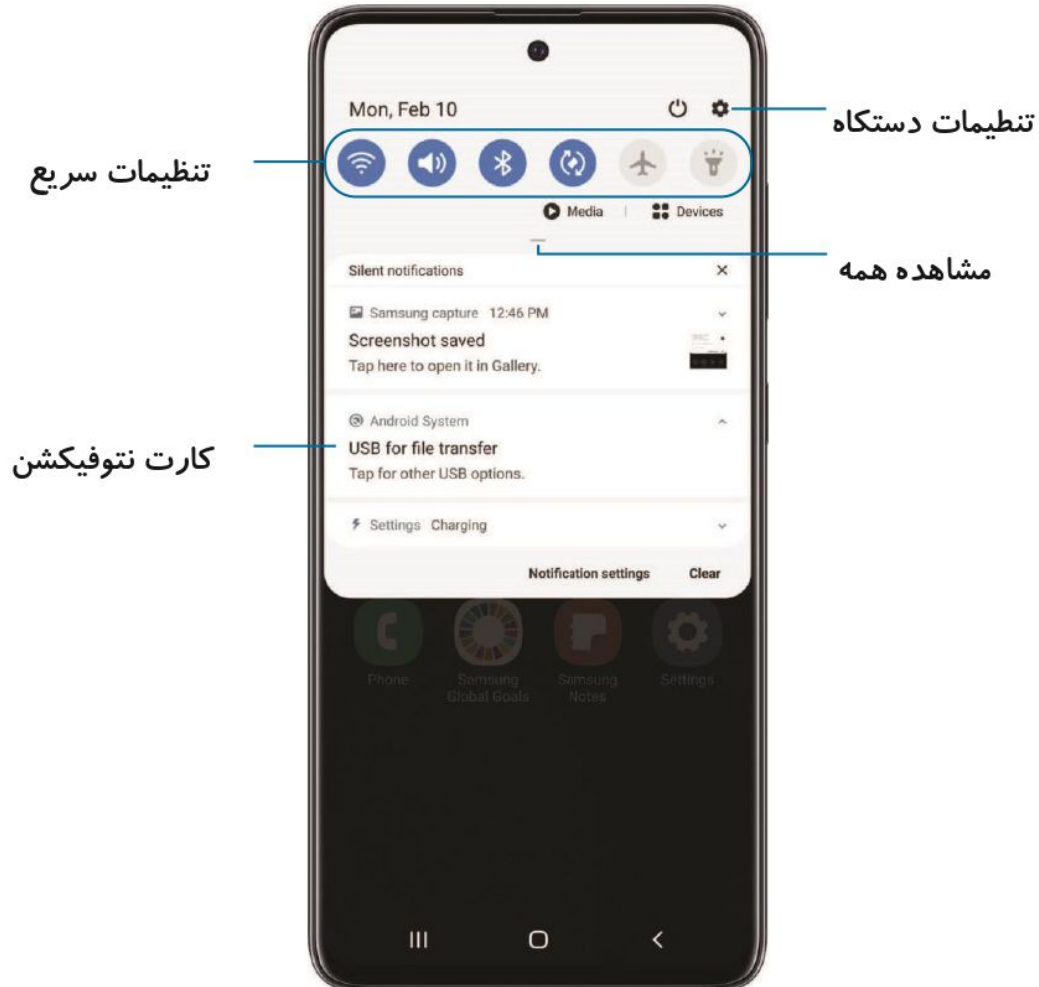 Mon, Feb 10
تنطیمات دستکاه
تنظیمات سریع
Media | Devices
مشاهده همه
Silent notifications
Samsung capture 12:46 PM
Screenshot saved
Tap here to open it in Gallery.
Android System
USB for file transfer
کارت نتوفیکشن
Tap for other USB options.
Settings Charging
Notification settings Clear
Phone
Samsung Global Goals
Samsung Notes
Settings